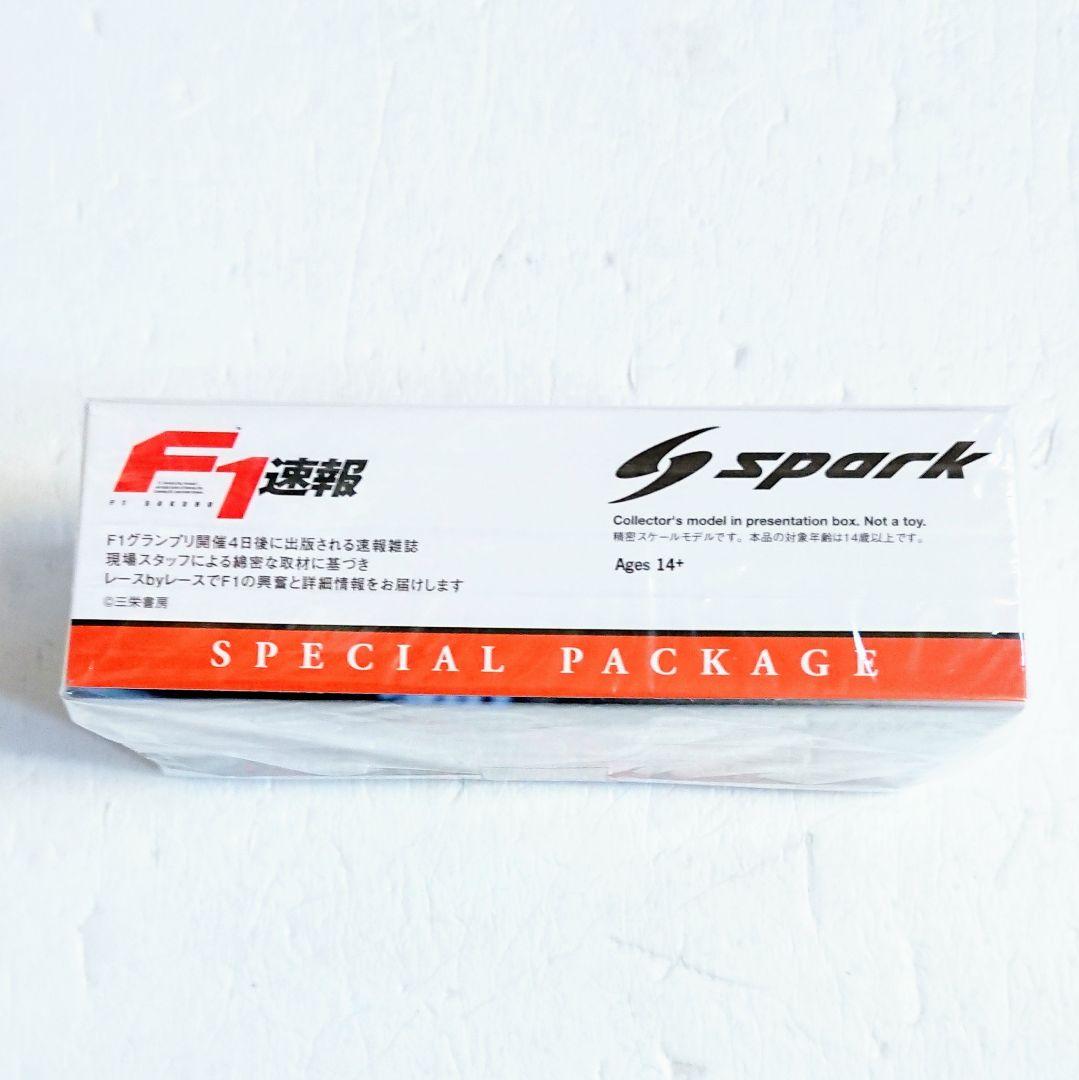 F1速報
F1 SOKUHO
F1グランプリ開催4日後に出版される速報雑誌
現場スタッフによる綿密な取材に基づき
レースbyレースでF1の興奮と詳細情報をお届けします
©三栄書房
spark
Collector's model in presentation box. Not a toy.
精密スケールモデルです。本品の対象年齢は14歳以上です。
Ages 14+
SPECIAL PACKAGE